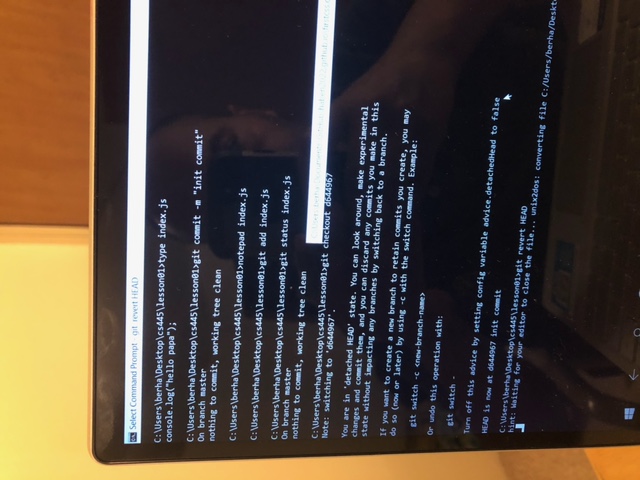 Select Command Prompt - git revert HEAD
C:\Users\berha\Desktop\cs445\lesson01>type index.js
console.log("hello papa");
C:\Users\berha\Desktop\cs445\lesson01>git commit -m "init commit"
On branch master
nothing to commit, working tree clean
C:\Users\berha\Desktop\cs445\lesson01>notepad index.js
C:\Users\berha\Desktop\cs445\lesson01>git add index.js
C:\Users\berha\Desktop\cs445\lesson01>git status index.js
On branch master
nothing to commit, working tree clean
C:\Users\berha\Desktop\cs445\lesson01>git checkout d644967
Note: switching to 'd644967'.
You are in 'detached HEAD' state. You can look around, make experimental
changes and commit them, and you can discard any commits you make in this
state without impacting any branches by switching back to a branch.
If you want to create a new branch to retain commits you create, you may
do so (now or later) by using -c with the switch command. Example:
git switch -c <new-branch-name>
Or undo this operation with:
git switch -
Turn off this advice by setting config variable advice.detachedHead to false
HEAD is now at d644967 init commit
C:\Users\berha\Desktop\cs445\lesson01>git revert HEAD
hint: Waiting for your editor to close the file... unix2dos: converting file C:/Users/berha/Deskt